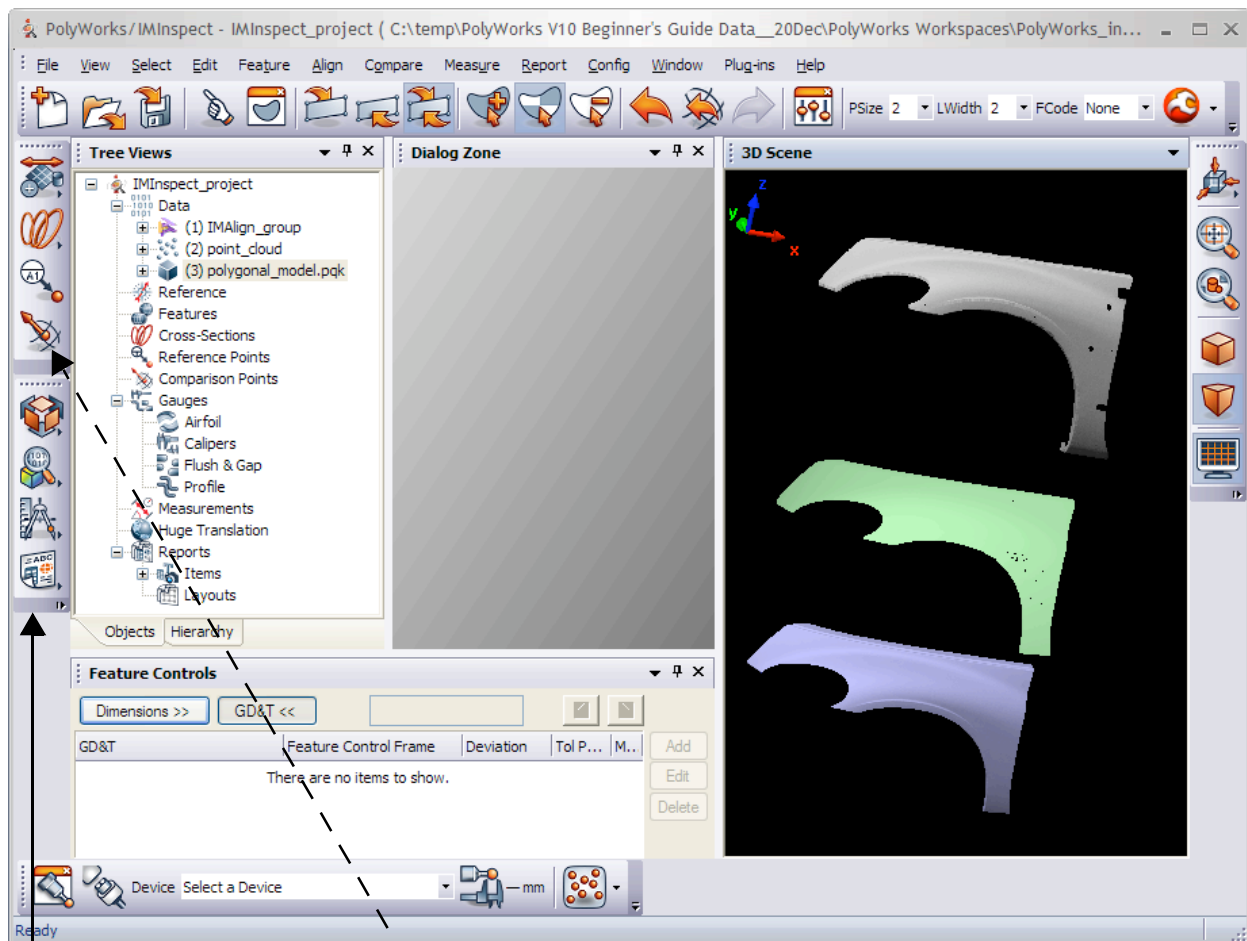 PolyWorks/IMInspect - IMInspect_project ( C:\temp\PolyWorks V10 Beginner's Guide Data__20Dec\PolyWorks Workspaces\PolyWorks_in...
File View Select Edit Feature Align Compare Measure Report Config Window Plug-ins Help
PSize 2 LWidth 2 FCode None
Tree Views
Dialog Zone
3D Scene
IMInspect_project
Data
(1) IMAlign_group
(2) point_cloud
(3) polygonal_model.pqk
Reference
Features
Cross-Sections
Reference Points
Comparison Points
Gauges
Airfoil
Calipers
Flush & Gap
Profile
Measurements
Huge Translation
Reports
Items
Layouts
Objects Hierarchy
z
y
x
A1
ABC
Feature Controls
Dimensions >> GD&T <<
GD&T Feature Control Frame Deviation Tol P... M..
There are no items to show.
Add
Edit
Delete
Device Select a Device
mm
Ready